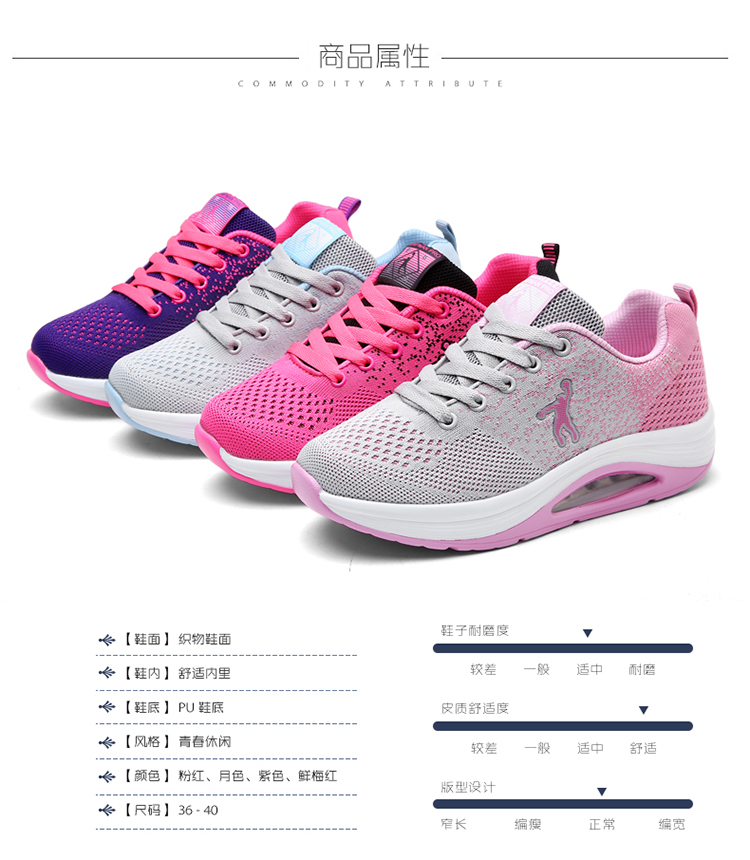 商品属性
COMMODITY ATTRIBUTE
【鞋面】织物鞋面
【鞋内】舒适内里
【鞋底】PU 鞋底
【风格】青春休闲
【颜色】粉红、月色、紫色、鲜梅红
【尺码】36 - 40
鞋子耐磨度
较差 一般 适中 耐磨
皮质舒适度
较差 一般 适中 舒适
版型设计
窄长 编瘦 正常 编宽